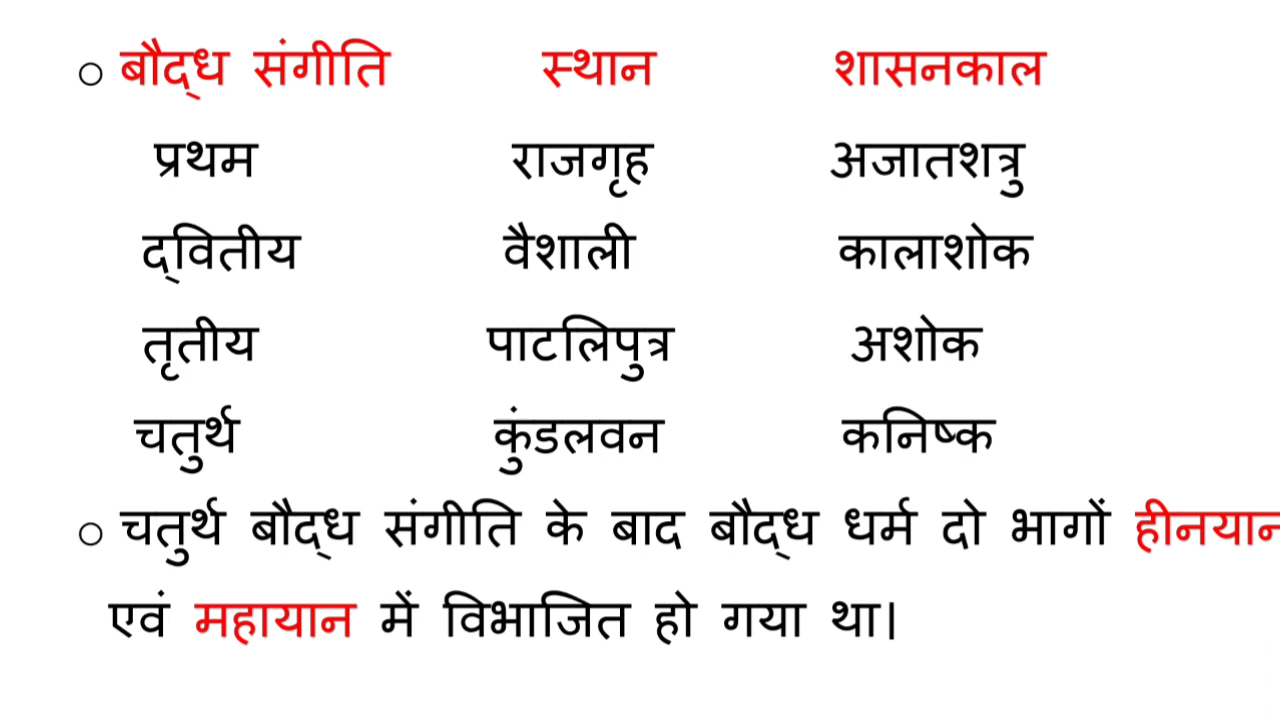 ○ बौद्ध संगीति स्थान शासनकाल
प्रथम राजगृह अजातशत्रु
द्वितीय वैशाली कालाशोक
तृतीय पाटलिपुत्र अशोक
चतुर्थ कुंडलवन कनिष्क
○ चतुर्थ बौद्ध संगीति के बाद बौद्ध धर्म दो भागों हीनयान
एवं महायान में विभाजित हो गया था।